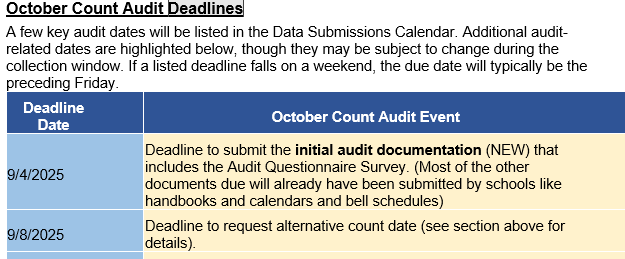 October Count Audit Deadlines
A few key audit dates will be listed in the Data Submissions Calendar. Additional audit-
related dates are highlighted below, though they may be subject to change during the
collection window. If a listed deadline falls on a weekend, the due date will typically be the
preceding Friday.
Deadline
Date
October Count Audit Event
9/4/2025
Deadline to submit the initial audit documentation (NEW) that
includes the Audit Questionnaire Survey. (Most of the other
documents due will already have been submitted by schools like
handbooks and calendars and bell schedules)
9/8/2025
Deadline to request alternative count date (see section above for
details).